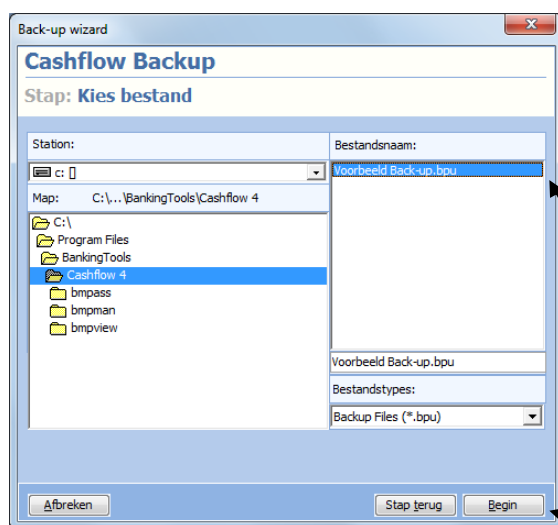 Back-up wizard
Cashflow Backup
Stap: Kies bestand
Station:
c: []
Map: C:\...\BankingTools\Cashflow 4
C:\
Program Files
BankingTools
Cashflow 4
bmpass
bmpman
bmpview
Bestandsnaam:
Voorbeeld Back-up.bpu
Voorbeeld Back-up.bpu
Bestandstypes:
Backup Files (*.bpu)
Afbreken
Stap terug
Begin